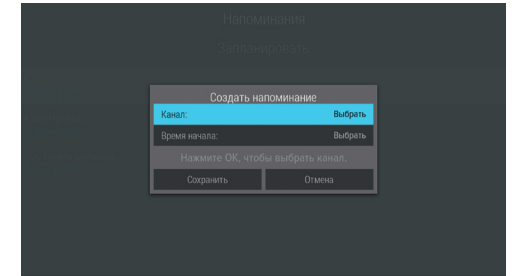 Напоминания
Запланировать
Создать напоминание
Канал: Выбрать
Время начала: Выбрать
Нажмите OK, чтобы выбрать канал.
Сохранить Отмена